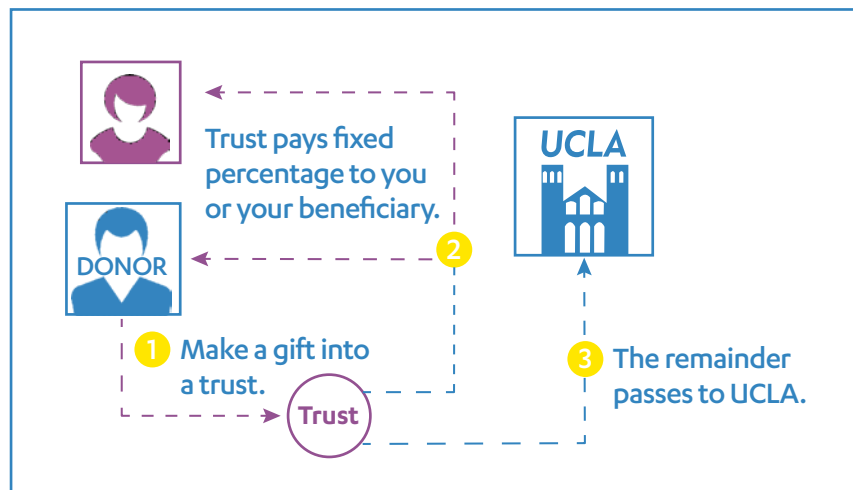 UCLA
Trust pays fixed
percentage to you
or your beneficiary.
2
DONOR
1 Make a gift into
a trust.
Trust
3 The remainder
passes to UCLA.